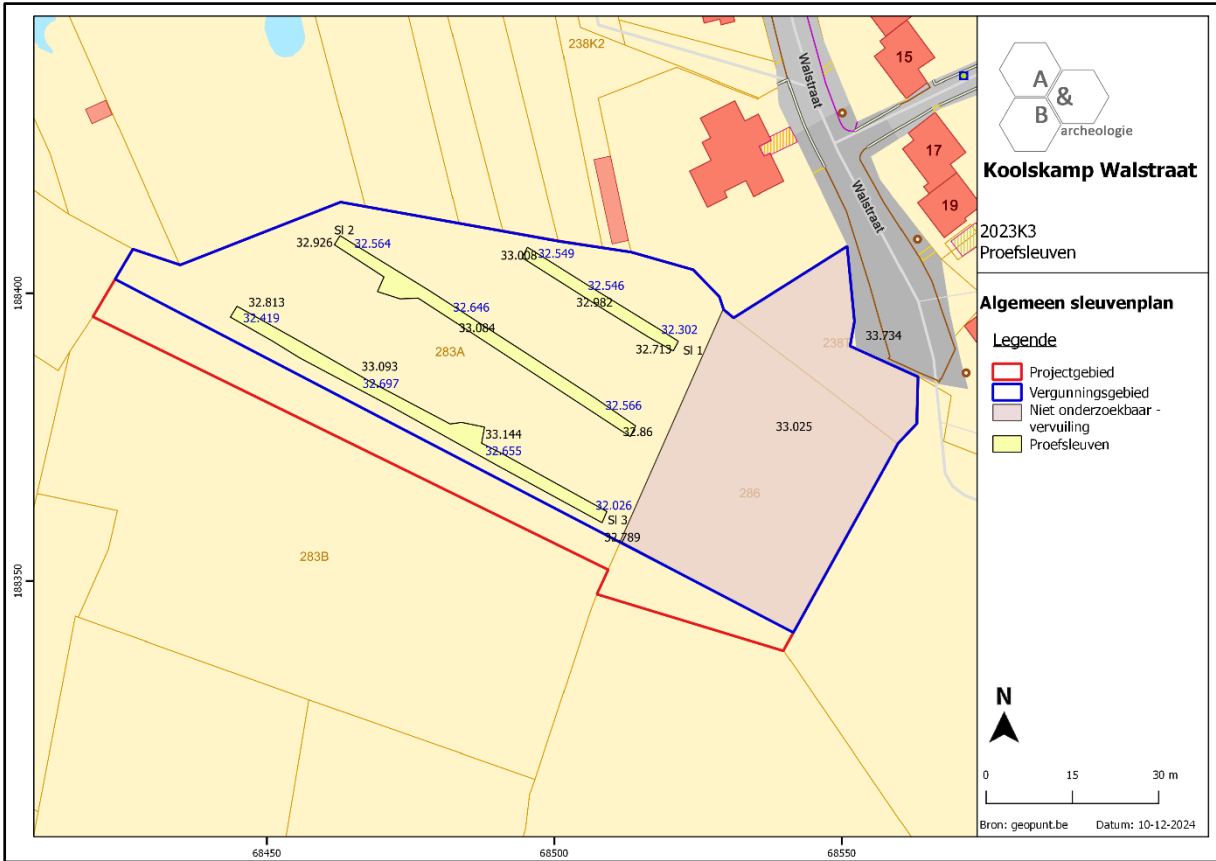 238K2
15
Walstraat
17
Walstraat
19
Sl 2
32.926
32.564
33.008
32.549
32.546
32.982
32.302
32.713
Sl 1
32.813
32.419
32.646
33.084
283A
33.093
32.697
33.734
32.566
32.86
33.025
33.144
32.655
286
32.026
Sl 3
32.789
283B
188400
188350
68450
68500
68550
A
&
B
archeologie
Koolskamp Walstraat
2023K3
Proefsleuven
Algemeen sleuvenplan
Legende
Projectgebied
Vergunningsgebied
Niet onderzoekbaar -
vervuiling
Proefsleuven
N
0 15 30 m
Bron: geopunt.be Datum: 10-12-2024